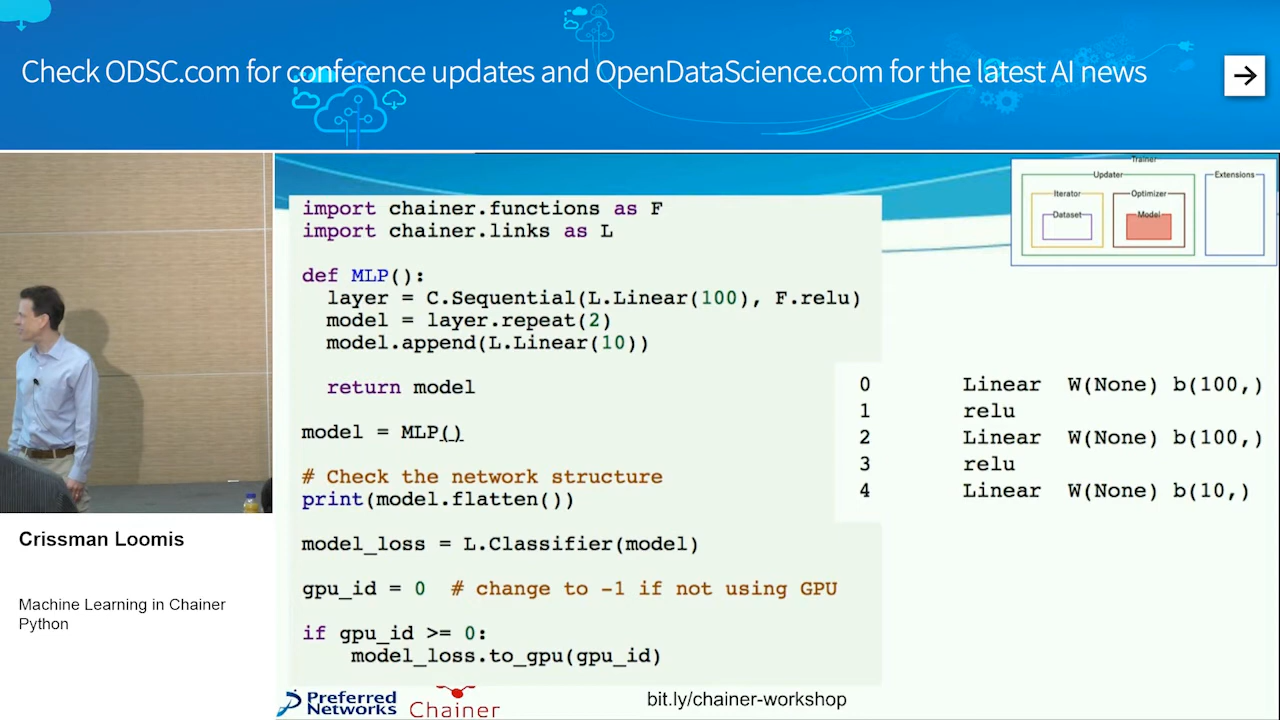 Check ODSC.com for conference updates and OpenDataScience.com for the latest AI news
Trainer
Updater
Extensions
Iterator
Optimizer
Dataset
Model
import chainer.functions as F
import chainer.links as L
def MLP():
layer = C.Sequential(L.Linear(100), F.relu)
model = layer.repeat(2)
model.append(L.Linear(10))
return model
model = MLP()
# Check the network structure
print(model.flatten())
model_loss = L.Classifier(model)
gpu_id = 0 # change to -1 if not using GPU
if gpu_id >= 0:
model_loss.to_gpu(gpu_id)
0 Linear W(None) b(100,)
1 relu
2 Linear W(None) b(100,)
3 relu
4 Linear W(None) b(10,)
Crissman Loomis
Machine Learning in Chainer
Python
Preferred
Networks
Chainer
bit.ly/chainer-workshop